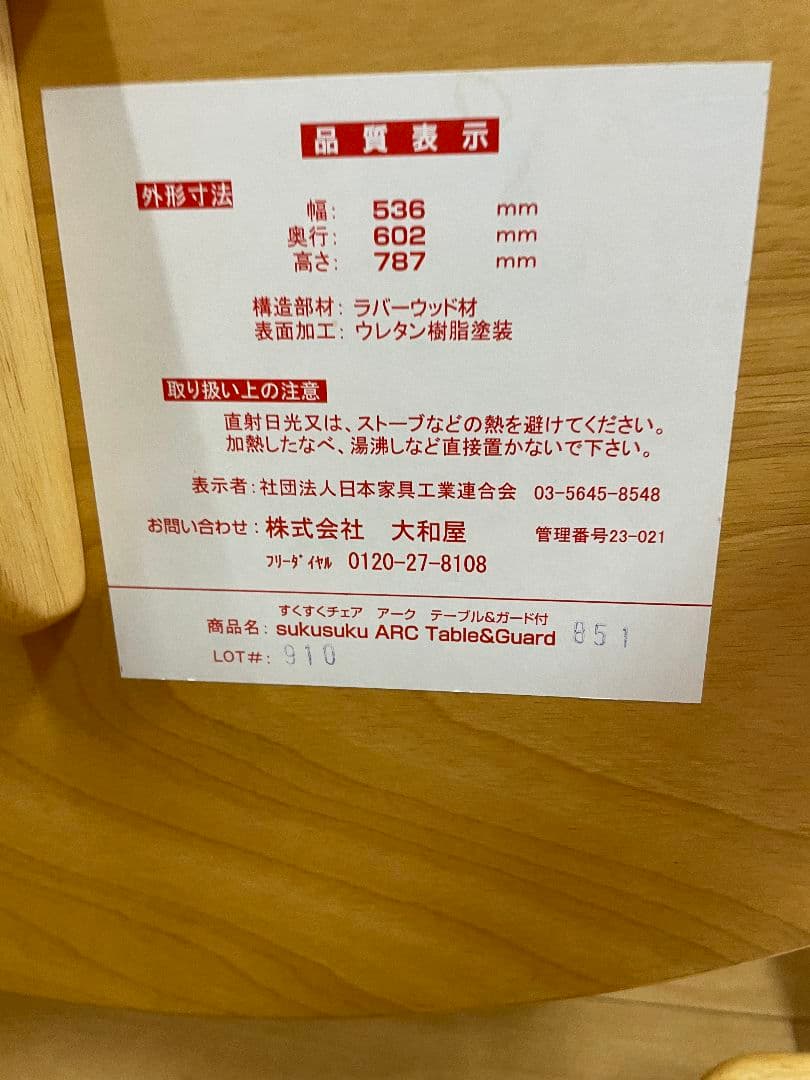 品質表示
外形寸法
幅: 536 mm
奥行: 602 mm
高さ: 787 mm
構造部材: ラバーウッド材
表面加工: ウレタン樹脂塗装
取り扱い上の注意
直射日光又は、ストーブなどの熱を避けてください。
加熱したなべ、湯沸しなど直接置かないで下さい。
表示者: 社団法人日本家具工業連合会 03-5645-8548
お問い合わせ: 株式会社 大和屋 管理番号23-021
フリーダイヤル 0120-27-8108
すくすくチェア アーク テーブル&ガード付
商品名: sukusuku ARC Table&Guard 851
LOT#: 910